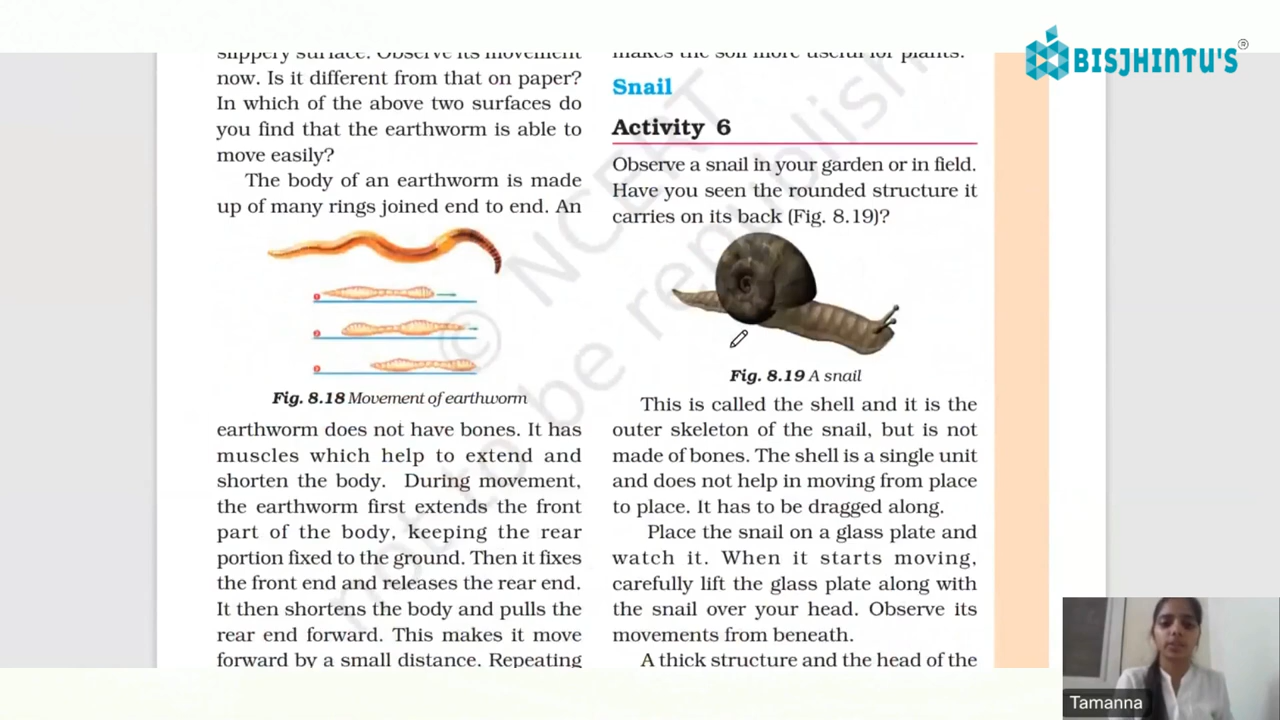 slippery surface. Observe its movement
now. Is it different from that on paper?
In which of the above two surfaces do
you find that the earthworm is able to
move easily?
The body of an earthworm is made
up of many rings joined end to end. An
1
2
3
Fig. 8.18 Movement of earthworm
earthworm does not have bones. It has
muscles which help to extend and
shorten the body. During movement,
the earthworm first extends the front
part of the body, keeping the rear
portion fixed to the ground. Then it fixes
the front end and releases the rear end.
It then shortens the body and pulls the
rear end forward. This makes it move
forward by a small distance. Repeating
makes the soil more useful for plants.
Snail
Activity 6
Observe a snail in your garden or in field.
Have you seen the rounded structure it
carries on its back (Fig. 8.19)?
Fig. 8.19 A snail
This is called the shell and it is the
outer skeleton of the snail, but is not
made of bones. The shell is a single unit
and does not help in moving from place
to place. It has to be dragged along.
Place the snail on a glass plate and
watch it. When it starts moving,
carefully lift the glass plate along with
the snail over your head. Observe its
movements from beneath.
A thick structure and the head of the
© NCERT
not to be republish
BISJHINTU'S®
Tamanna